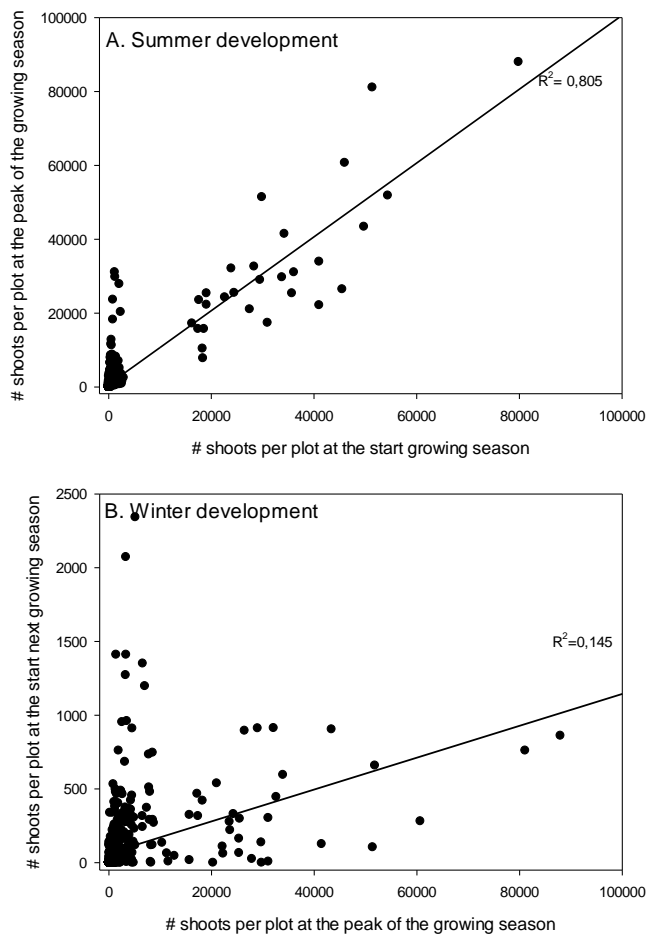 100000
A. Summer development
R²= 0,805
80000
60000
40000
20000
0
# shoots per plot at the peak of the growing season
0 20000 40000 60000 80000 100000
# shoots per plot at the start growing season
2500
B. Winter development
2000
1500
R²=0,145
1000
500
0
# shoots per plot at the start next growing season
0 20000 40000 60000 80000 100000
# shoots per plot at the peak of the growing season